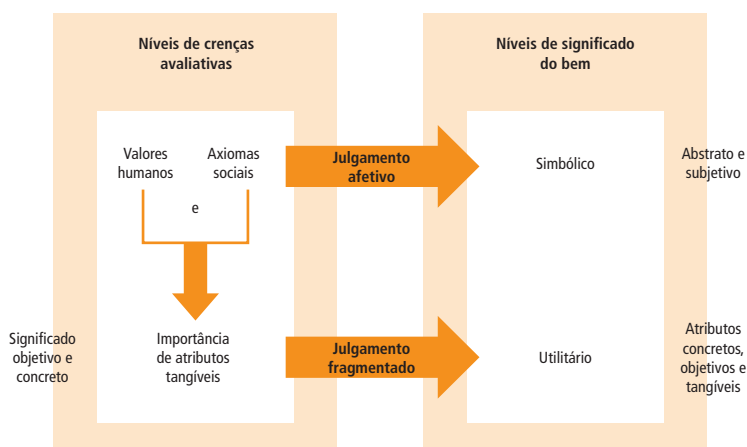 Níveis de crenças
avaliativas
Níveis de significado
do bem
Valores
humanos
Axiomas
sociais
e
Julgamento
afetivo
Simbólico
Abstrato e
subjetivo
Significado
objetivo e
concreto
Importância
de atributos
tangíveis
Julgamento
fragmentado
Utilitário
Atributos
concretos,
objetivos e
tangíveis